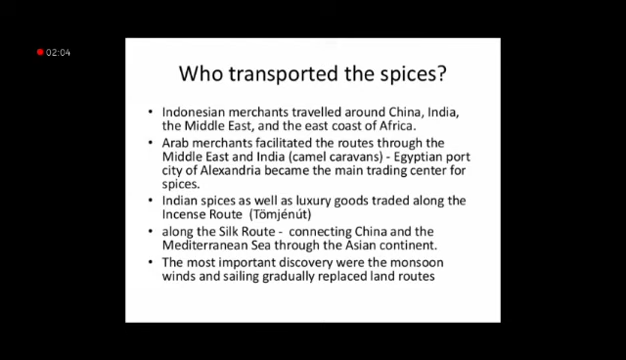 02:04
Who transported the spices?
• Indonesian merchants travelled around China, India,
the Middle East, and the east coast of Africa.
• Arab merchants facilitated the routes through the
Middle East and India (camel caravans) - Egyptian port
city of Alexandria became the main trading center for
spices.
• Indian spices as well as luxury goods traded along the
Incense Route (Tömjénút)
• along the Silk Route - connecting China and the
Mediterranean Sea through the Asian continent.
• The most important discovery were the monsoon
winds and sailing gradually replaced land routes